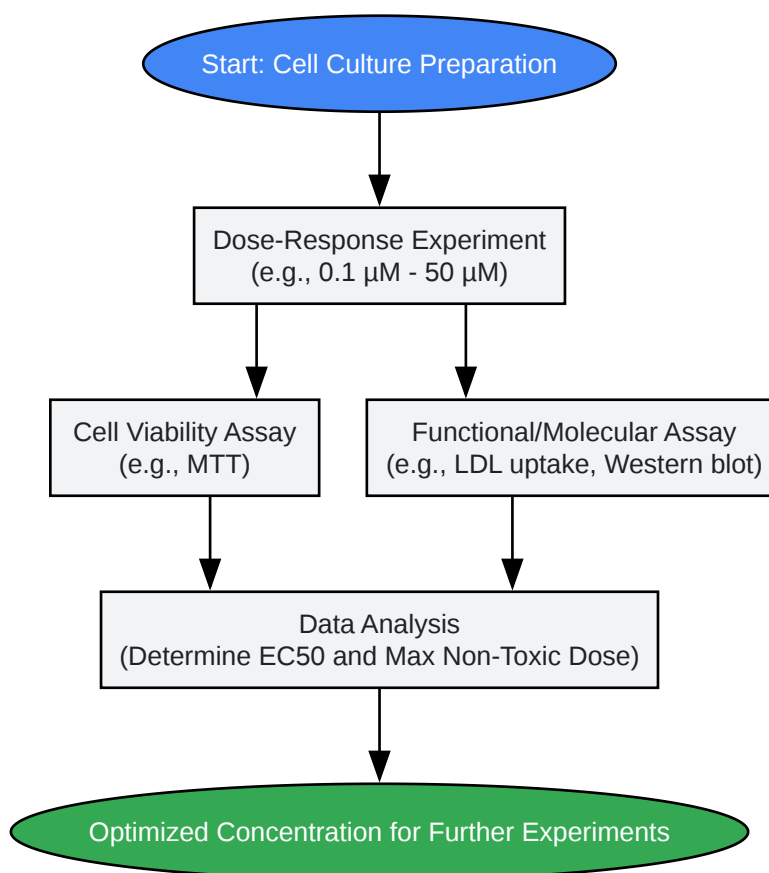 Start: Cell Culture Preparation
Dose-Response Experiment
(e.g., 0.1 µM - 50 µM)
Cell Viability Assay
(e.g., MTT)
Functional/Molecular Assay
(e.g., LDL uptake, Western blot)
Data Analysis
(Determine EC50 and Max Non-Toxic Dose)
Optimized Concentration for Further Experiments